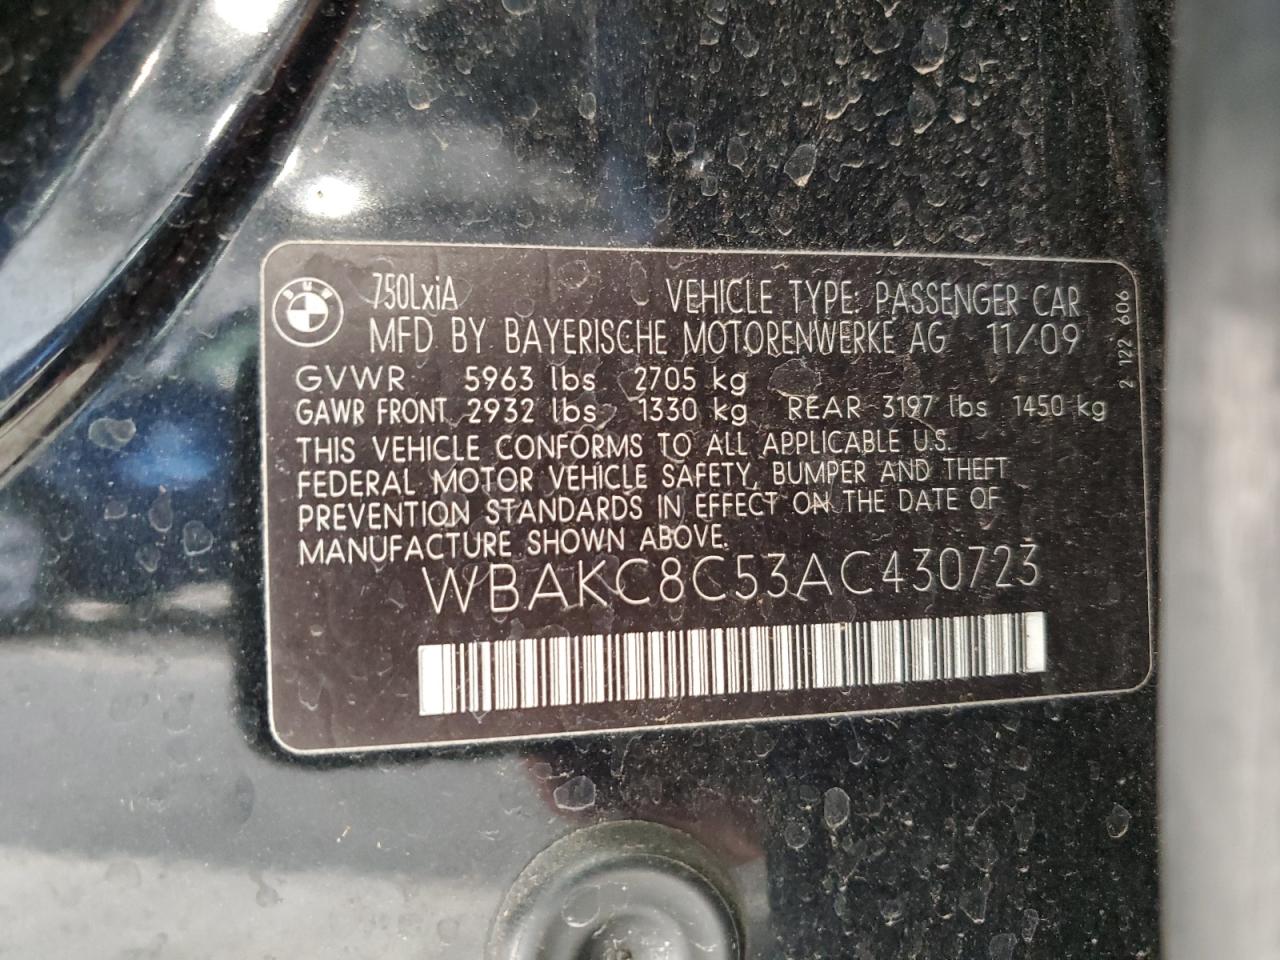 BMW
750LxiA VEHICLE TYPE: PASSENGER CAR
MFD BY BAYERISCHE MOTORENWERKE AG 11/09
GVWR 5963 lbs 2705 kg
GAWR FRONT 2932 lbs 1330 kg REAR 3197 lbs 1450 kg
THIS VEHICLE CONFORMS TO ALL APPLICABLE U.S.
FEDERAL MOTOR VEHICLE SAFETY, BUMPER AND THEFT
PREVENTION STANDARDS IN EFFECT ON THE DATE OF
MANUFACTURE SHOWN ABOVE.
WBAKC8C53AC430723
2 122 606